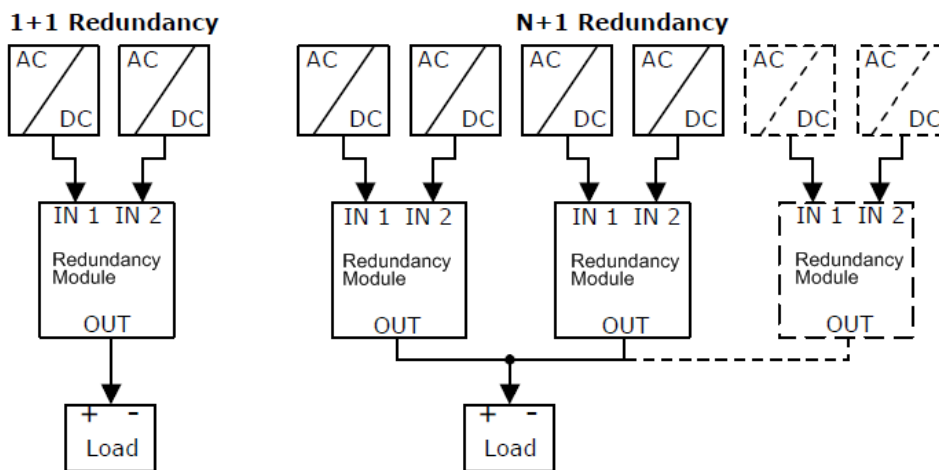 1+1 Redundancy
AC
DC
AC
DC
IN 1 IN 2
Redundancy
Module
OUT
+ -
Load
N+1 Redundancy
AC
DC
AC
DC
AC
DC
AC
DC
AC
DC
AC
DC
IN 1 IN 2
Redundancy
Module
OUT
IN 1 IN 2
Redundancy
Module
OUT
IN 1 IN 2
Redundancy
Module
OUT
+ -
Load